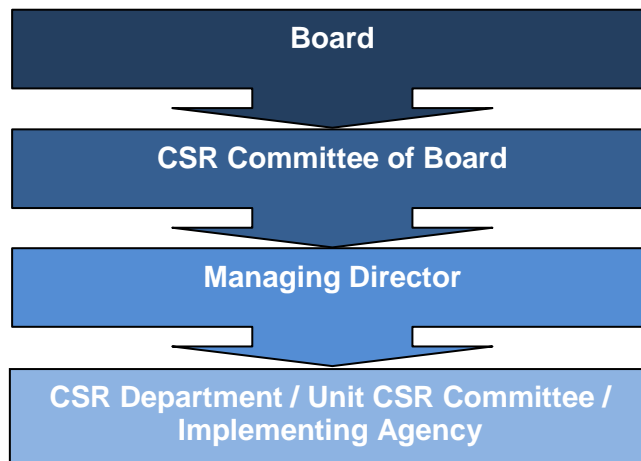 Board
CSR Committee of Board
Managing Director
CSR Department / Unit CSR Committee /
Implementing Agency